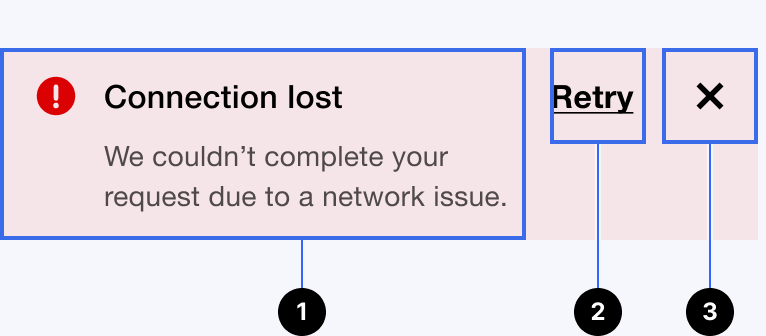 Connection lost
Retry
We couldn’t complete your
request due to a network issue.
1
2
3